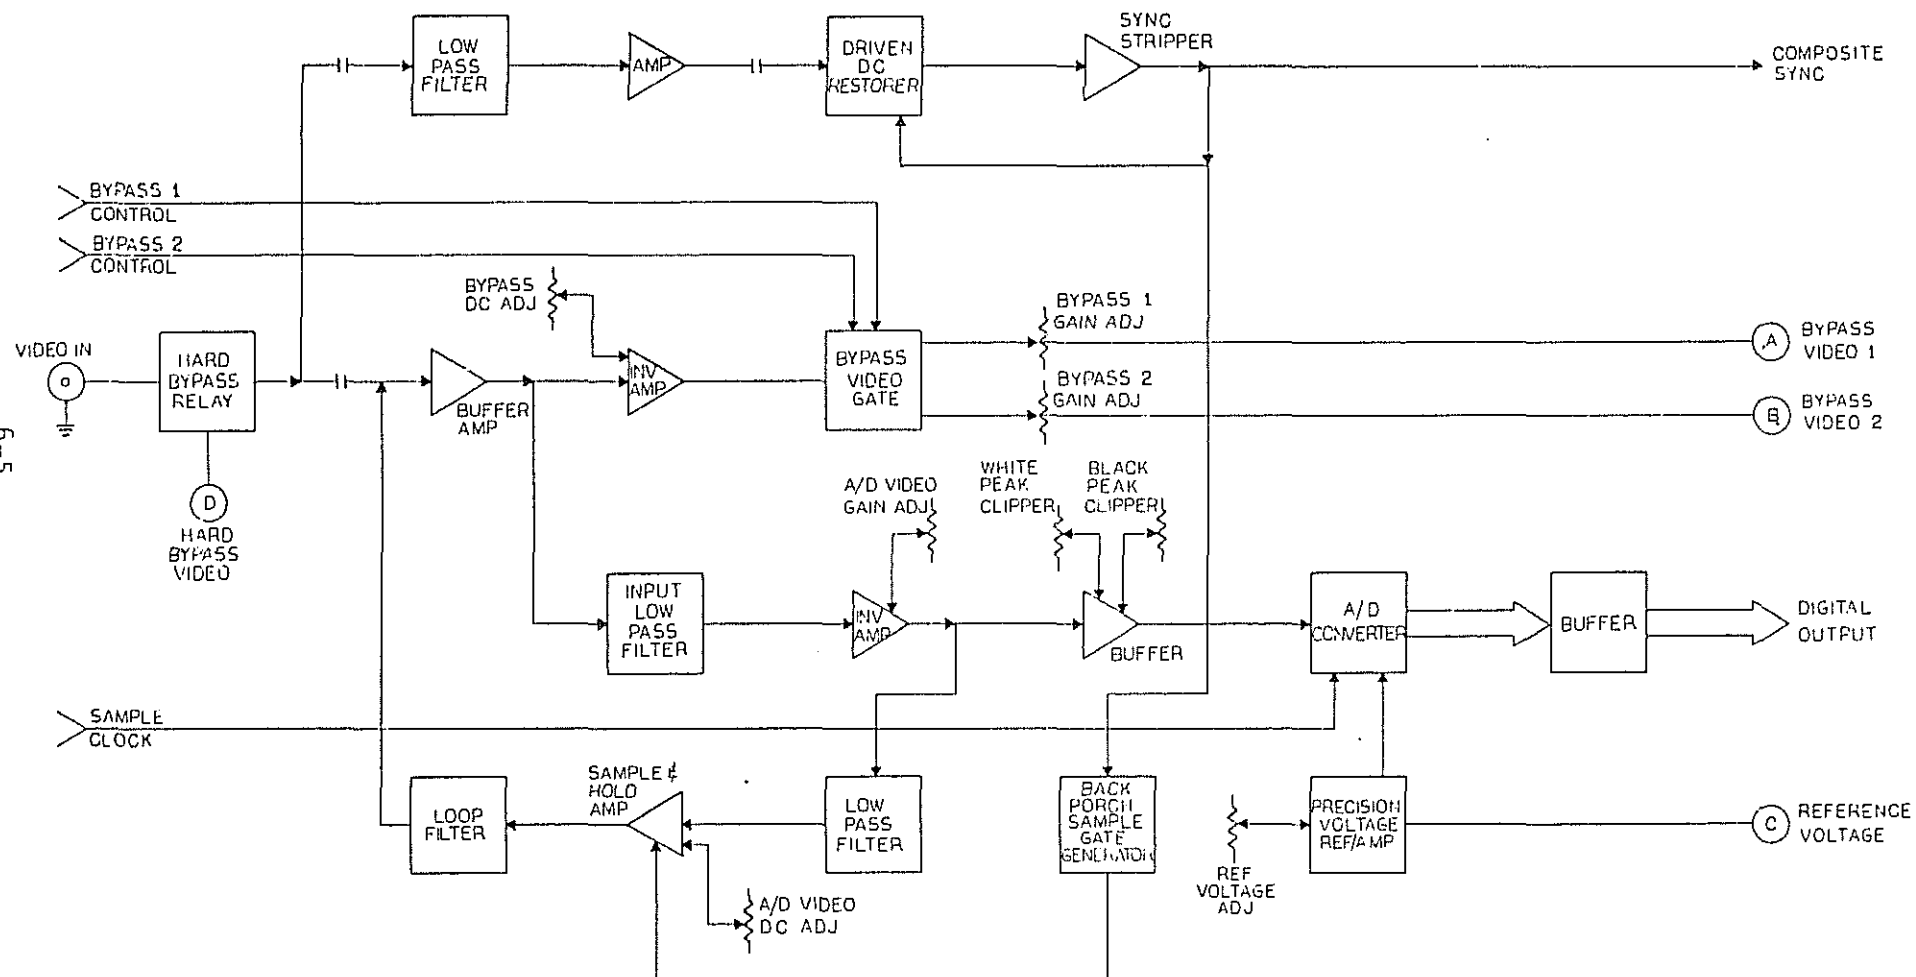 LOW
PASS
FILTER
AMP
DRIVEN
DC
RESTORER
SYNC
STRIPPER
COMPOSITE
SYNC
BYPASS 1
CONTROL
BYPASS 2
CONTROL
BYPASS
DC ADJ
BYPASS 1
GAIN ADJ
VIDEO IN
HARD
BYPASS
RELAY
BUFFER
AMP
INV
AMP
BYPASS
VIDEO
GATE
A
BYPASS
VIDEO 1
BYPASS 2
GAIN ADJ
B
BYPASS
VIDEO 2
6-5
D
HARD
BYPASS
VIDEO
A/D VIDEO
GAIN ADJ
WHITE
PEAK
CLIPPER
BLACK
PEAK
CLIPPER
INPUT
LOW
PASS
FILTER
INV
AMP
BUFFER
A/D
CONVERTER
BUFFER
DIGITAL
OUTPUT
SAMPLE
CLOCK
LOOP
FILTER
SAMPLE &
HOLD
AMP
LOW
PASS
FILTER
BACK
PORCH
SAMPLE
GATE
GENERATOR
PRECISION
VOLTAGE
REF/AMP
C
REFERENCE
VOLTAGE
REF
VOLTAGE
ADJ
A/D VIDEO
DC ADJ